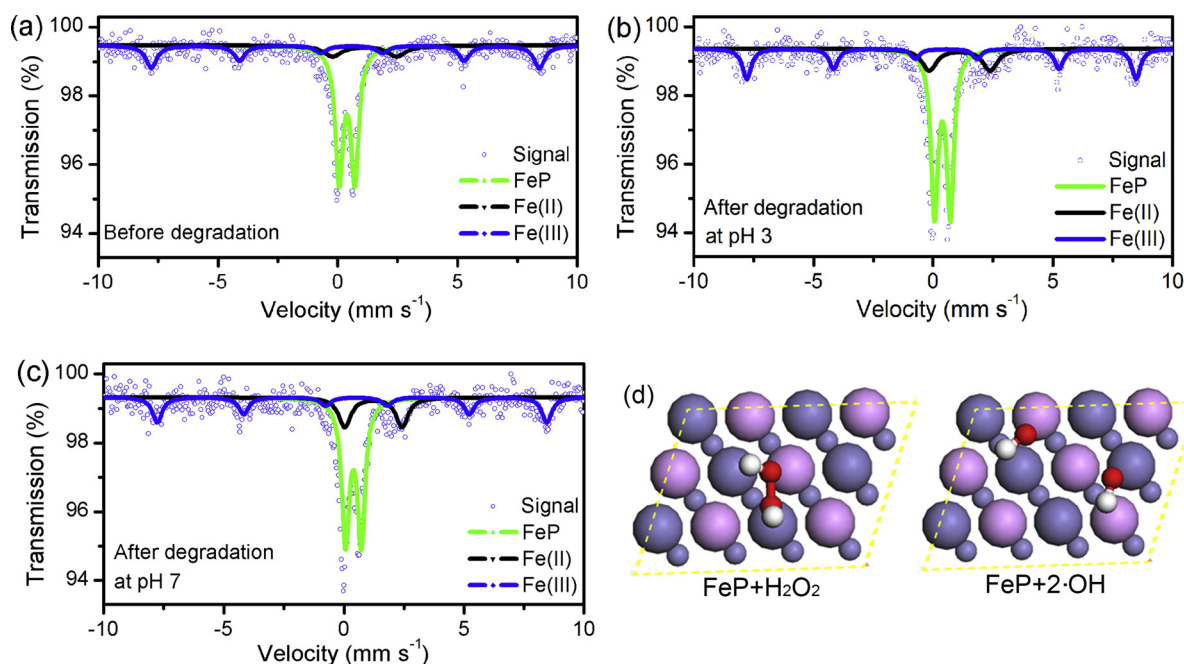 (a)
Transmission (%)
100
98
96
94
Signal
FeP
Fe(II)
Fe(III)
Before degradation
-10 -5 0 5 10
Velocity (mm s⁻¹)
(b)
Transmission (%)
100
98
96
94
Signal
FeP
Fe(II)
Fe(III)
After degradation
at pH 3
-10 -5 0 5 10
Velocity (mm s⁻¹)
(c)
Transmission (%)
100
98
96
94
Signal
FeP
Fe(II)
Fe(III)
After degradation
at pH 7
-10 -5 0 5 10
Velocity (mm s⁻¹)
(d)
FeP+H₂O₂
FeP+2·OH